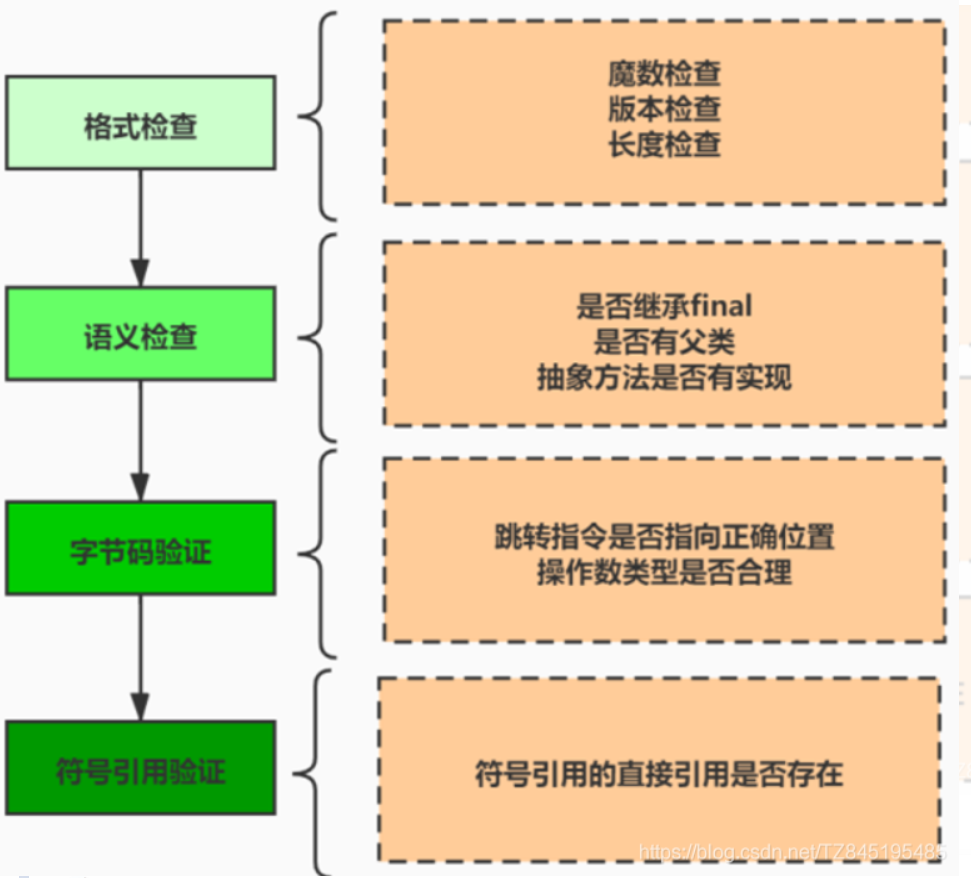 格式检查
魔数检查
版本检查
长度检查
语义检查
是否继承final
是否有父类
抽象方法是否有实现
字节码验证
跳转指令是否指向正确位置
操作数类型是否合理
符号引用验证
符号引用的直接引用是否存在
https://blog.csdn.net/TZ845195485